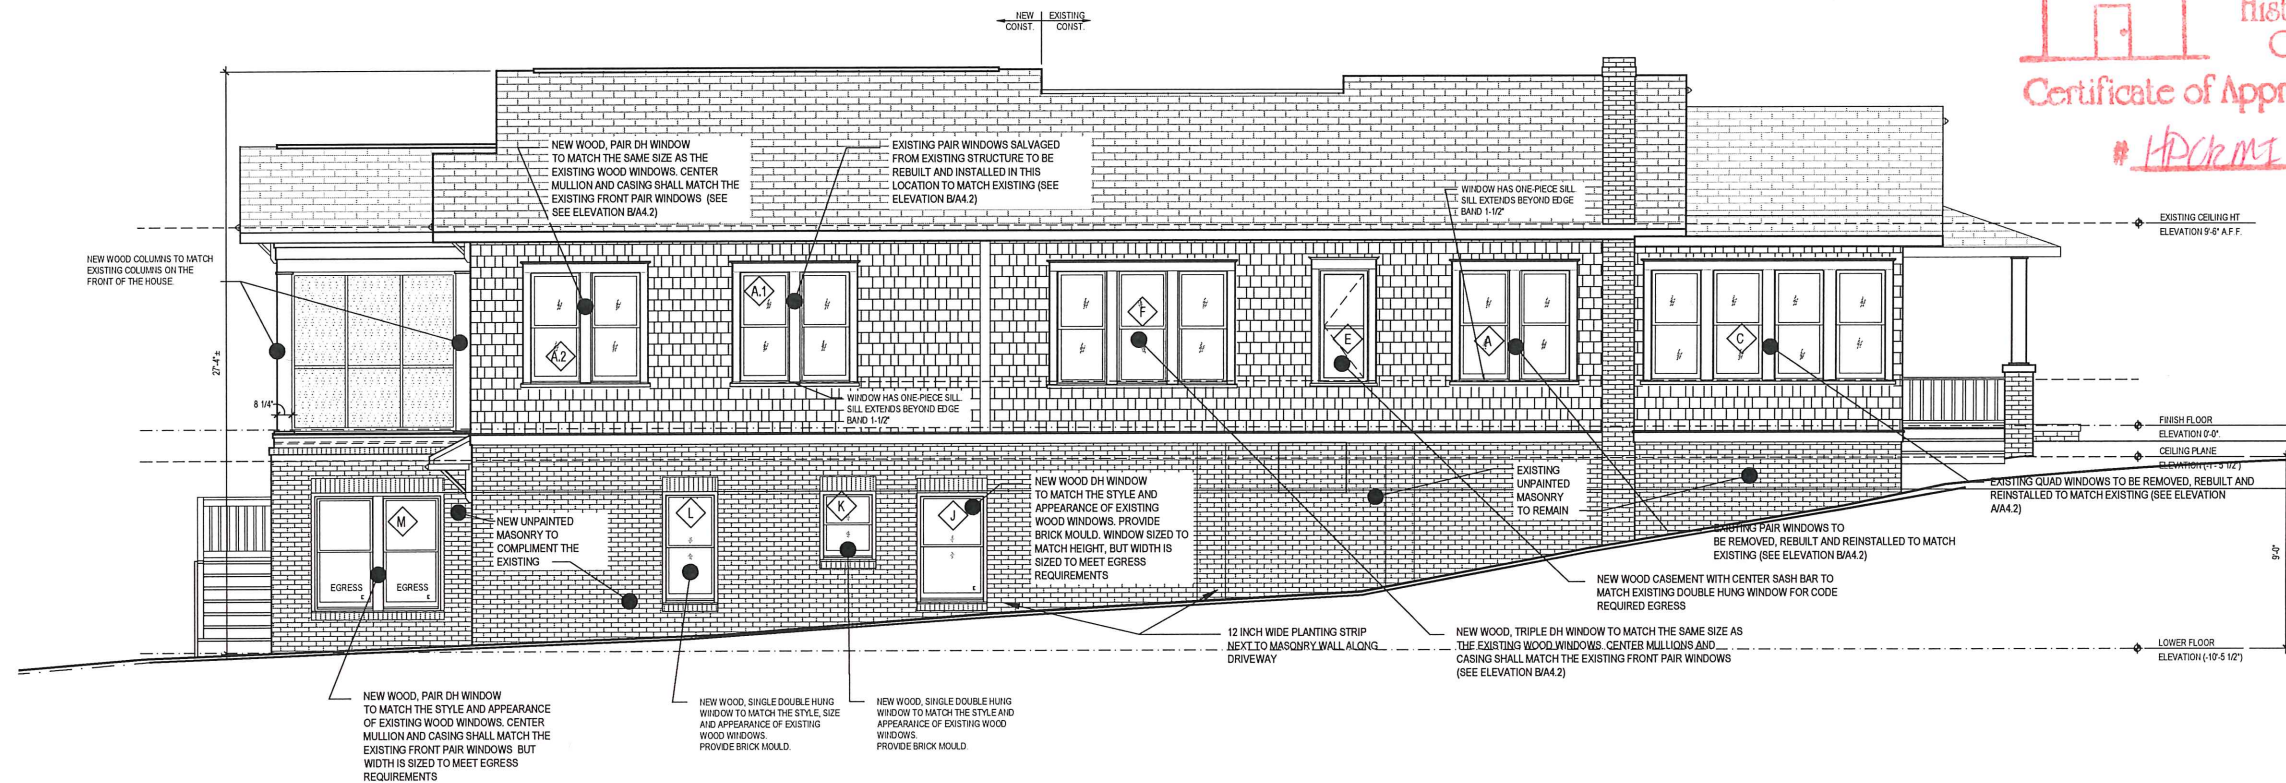 NEW EXISTING
CONST. CONST.
Certificate of
# HPCRMI
NEW WOOD, PAIR DH WINDOW
TO MATCH THE SAME SIZE AS THE
EXISTING WOOD WINDOWS. CENTER
MULLION AND CASING SHALL MATCH THE
EXISTING FRONT PAIR WINDOWS (SEE
SEE ELEVATION B/A4.2)
EXISTING PAIR WINDOWS SALVAGED
FROM EXISTING STRUCTURE TO BE
REBUILT AND INSTALLED IN THIS
LOCATION TO MATCH EXISTING (SEE
ELEVATION B/A4.2)
WINDOW HAS ONE-PIECE SILL.
SILL EXTENDS BEYOND EDGE
BAND 1-1/2"
EXISTING CEILING HT
ELEVATION 9'-6" A.F.F.
NEW WOOD COLUMNS TO MATCH
EXISTING COLUMNS ON THE
FRONT OF THE HOUSE
27'-4"±
8 1/4"
A.2
A.1
F
E
A
C
WINDOW HAS ONE-PIECE SILL.
SILL EXTENDS BEYOND EDGE
BAND 1-1/2"
FINISH FLOOR
ELEVATION 0'-0".
CEILING PLANE
ELEVATION (-1'- 5 1/2")
EXISTING QUAD WINDOWS TO BE REMOVED, REBUILT AND
REINSTALLED TO MATCH EXISTING (SEE ELEVATION
A/A4.2)
EXISTING
UNPAINTED
MASONRY
TO REMAIN
EXISTING PAIR WINDOWS TO
BE REMOVED, REBUILT AND REINSTALLED TO MATCH
EXISTING (SEE ELEVATION B/A4.2)
9'-0"
M
EGRESS
EGRESS
E
NEW UNPAINTED
MASONRY TO
COMPLIMENT THE
EXISTING
L
K
J
E
NEW WOOD DH WINDOW
TO MATCH THE STYLE AND
APPEARANCE OF EXISTING
WOOD WINDOWS. PROVIDE
BRICK MOULD. WINDOW SIZED TO
MATCH HEIGHT, BUT WIDTH IS
SIZED TO MEET EGRESS
REQUIREMENTS
NEW WOOD CASEMENT WITH CENTER SASH BAR TO
MATCH EXISTING DOUBLE HUNG WINDOW FOR CODE
REQUIRED EGRESS
12 INCH WIDE PLANTING STRIP
NEXT TO MASONRY WALL ALONG
DRIVEWAY
NEW WOOD, TRIPLE DH WINDOW TO MATCH THE SAME SIZE AS
THE EXISTING WOOD WINDOWS. CENTER MULLIONS AND
CASING SHALL MATCH THE EXISTING FRONT PAIR WINDOWS
(SEE ELEVATION B/A4.2)
LOWER FLOOR
ELEVATION (-10'-5 1/2")
NEW WOOD, PAIR DH WINDOW
TO MATCH THE STYLE AND APPEARANCE
OF EXISTING WOOD WINDOWS. CENTER
MULLION AND CASING SHALL MATCH THE
EXISTING FRONT PAIR WINDOWS BUT
WIDTH IS SIZED TO MEET EGRESS
REQUIREMENTS
NEW WOOD, SINGLE DOUBLE HUNG
WINDOW TO MATCH THE STYLE, SIZE
AND APPEARANCE OF EXISTING
WOOD WINDOWS.
PROVIDE BRICK MOULD.
NEW WOOD, SINGLE DOUBLE HUNG
WINDOW TO MATCH THE STYLE AND
APPEARANCE OF EXISTING WOOD
WINDOWS.
PROVIDE BRICK MOULD.